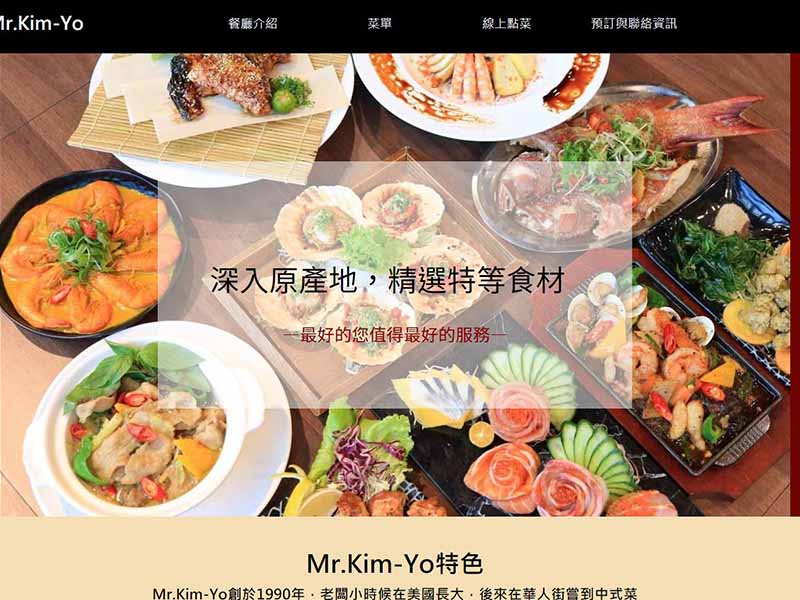 Mr.Kim-Yo
餐廳介紹
菜單
線上點菜
預訂與聯絡資訊
深入原產地，精選特等食材
—最好的您值得最好的服務—
Mr.Kim-Yo特色
Mr.Kim-Yo創於1990年，老闆小時候在美國長大，後來在華人街嘗到中式菜